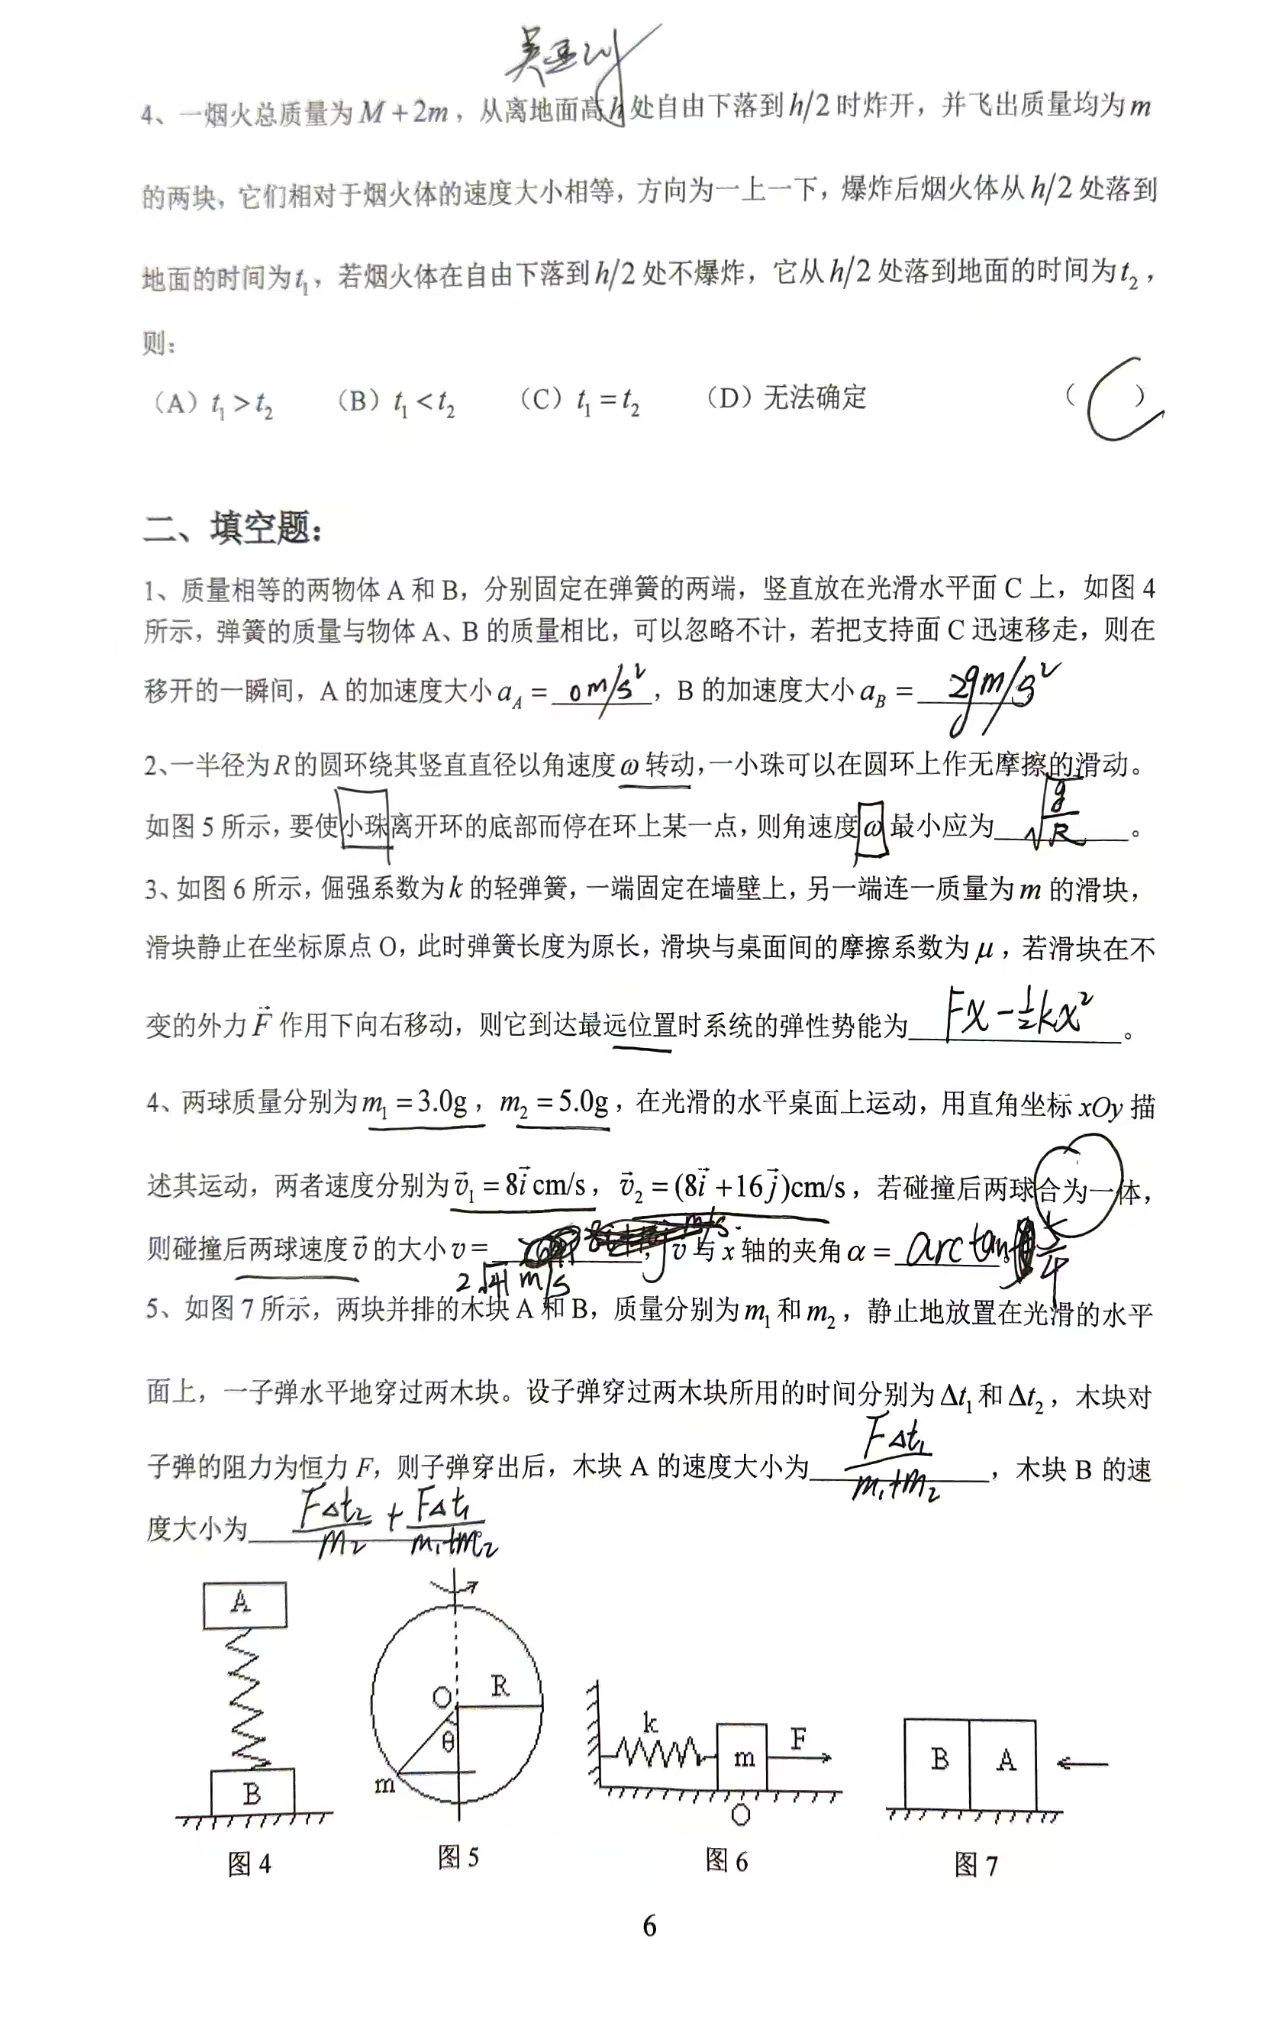 吴
4、一烟火总质量为M+2m，从离地面高h处自由下落到h/2时炸开，并飞出质量均为m
的两块，它们相对于烟火体的速度大小相等，方向为一上一下，爆炸后烟火体从h/2处落到
地面的时间为t₁，若烟火体在自由下落到h/2处不爆炸，它从h/2处落到地面的时间为t₂，
则：
（A）t₁>t₂ （B）t₁<t₂ （C）t₁=t₂ （D）无法确定 （C）
二、填空题：
1、质量相等的两物体A和B，分别固定在弹簧的两端，竖直放在光滑水平面C上，如图4
所示，弹簧的质量与物体A、B的质量相比，可以忽略不计，若把支持面C迅速移走，则在
移开的一瞬间，A的加速度大小a_A=0m/s²，B的加速度大小a_B=2gm/s²
2、一半径为R的圆环绕其竖直直径以角速度ω转动，一小珠可以在圆环上作无摩擦的滑动。
如图5所示，要使小珠离开环的底部而停在环上某一点，则角速度ω最小应为√(g/R)。
3、如图6所示，倔强系数为k的轻弹簧，一端固定在墙壁上，另一端连一质量为m的滑块，
滑块静止在坐标原点O，此时弹簧长度为原长，滑块与桌面间的摩擦系数为μ，若滑块在不
变的外力F⃗作用下向右移动，则它到达最远位置时系统的弹性势能为Fx-½kx²。
4、两球质量分别为m₁=3.0g，m₂=5.0g，在光滑的水平桌面上运动，用直角坐标xOy描
述其运动，两者速度分别为v⃗₁=8i⃗cm/s，v⃗₂=(8i⃗+16j⃗)cm/s，若碰撞后两球合为一体，
则碰撞后两球速度v⃗的大小v=2√41 m/s，v⃗与x轴的夹角α=arctan 5/4。
5、如图7所示，两块并排的木块A和B，质量分别为m₁和m₂，静止地放置在光滑的水平
面上，一子弹水平地穿过两木块。设子弹穿过两木块所用的时间分别为Δt₁和Δt₂，木块对
子弹的阻力为恒力F，则子弹穿出后，木块A的速度大小为FΔt₁/(m₁+m₂)，木块B的速
度大小为FΔt₂/m₂+FΔt₁/(m₁+m₂)
A
B
图4
O R
θ
m
图5
k
m
F
O
图6
B A
图7
6